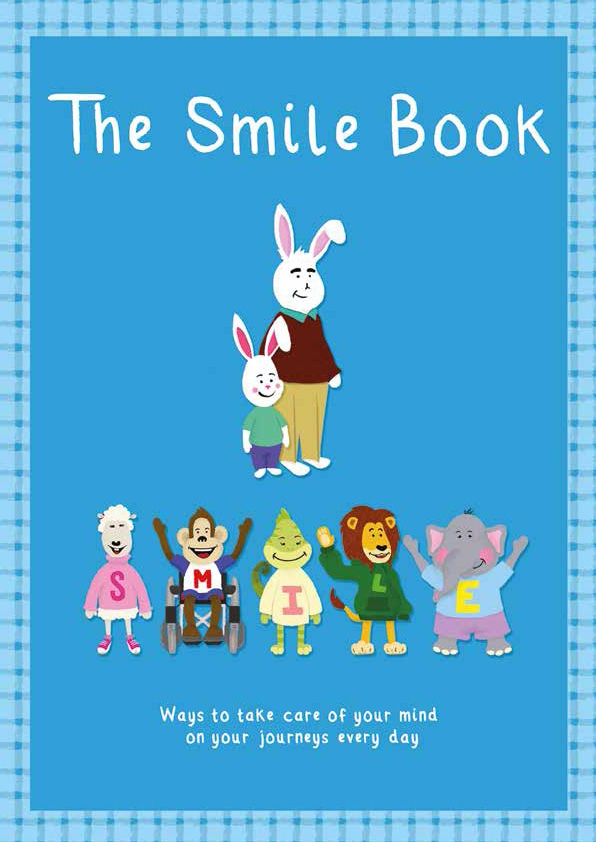 The Smile Book
S M I L E
Ways to take care of your mind
on your journeys every day